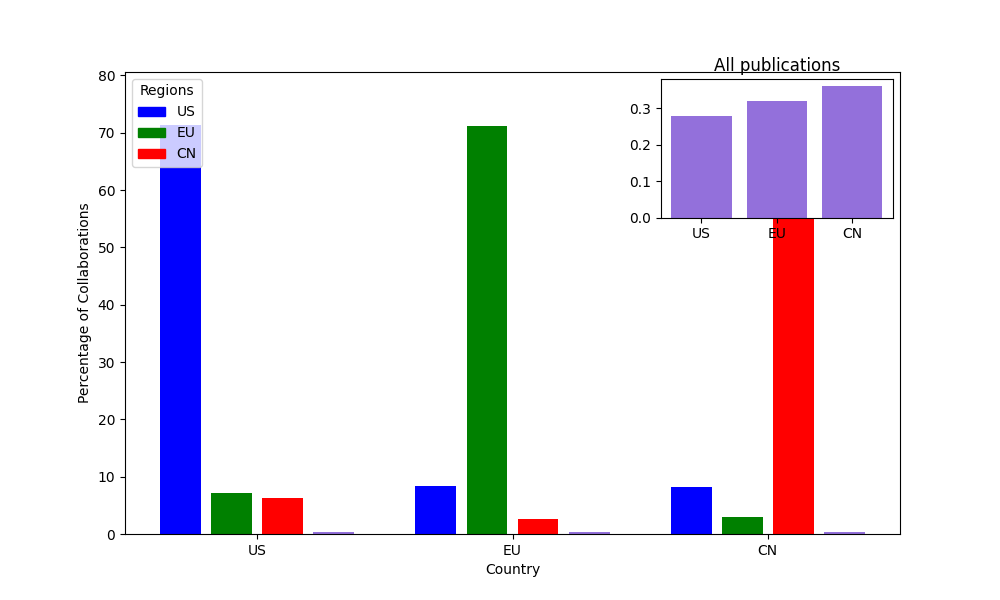 All publications
Regions
US
EU
CN
80
70
60
50
40
30
20
10
0
Percentage of Collaborations
0.3
0.2
0.1
0.0
US EU CN
US EU CN
Country